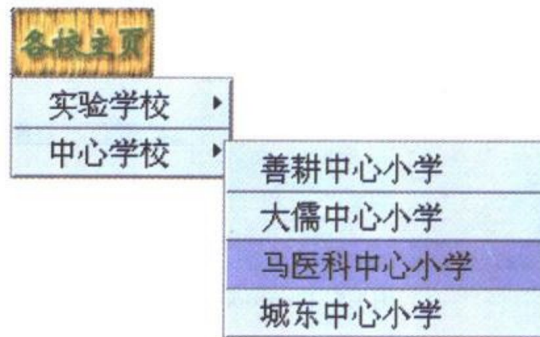 各校主页
实验学校
中心学校
善耕中心小学
大儒中心小学
马医科中心小学
城东中心小学